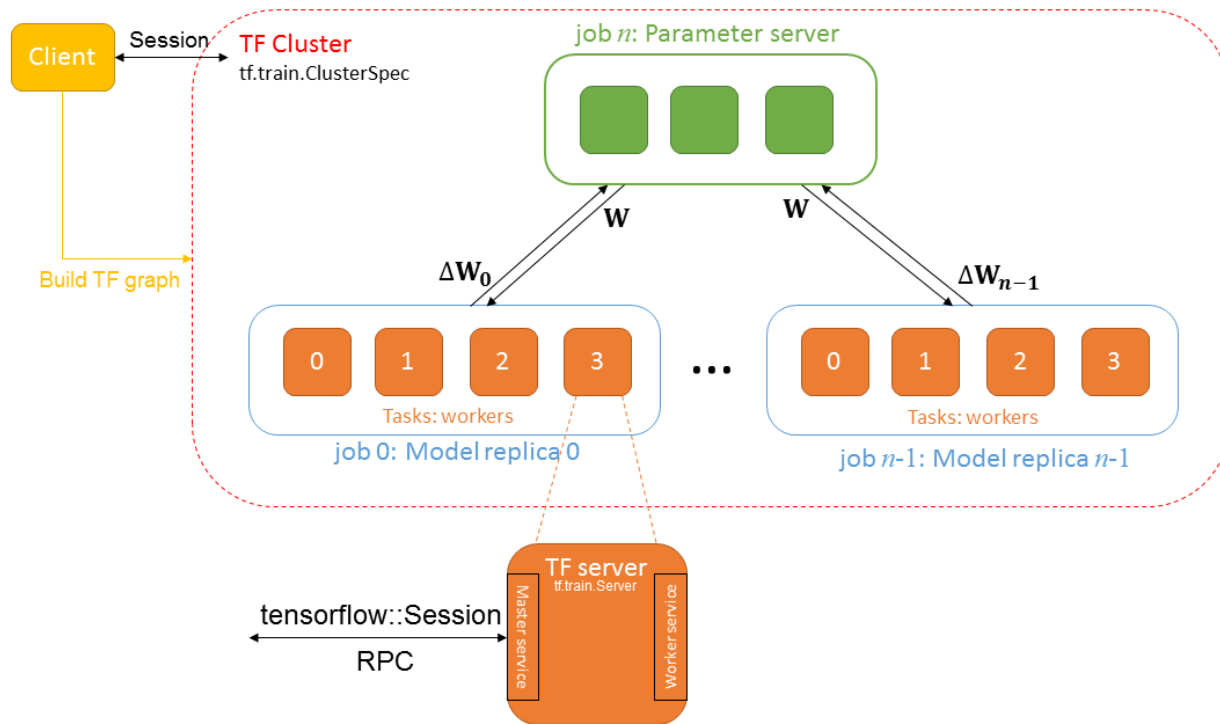 Client
Session
TF Cluster
tf.train.ClusterSpec
Build TF graph
job n: Parameter server
W
W
ΔW₀
ΔWₙ₋₁
0 1 2 3
Tasks: workers
job 0: Model replica 0
...
0 1 2 3
Tasks: workers
job n-1: Model replica n-1
TF server
tf.train.Server
Master service
Worker service
tensorflow::Session
RPC